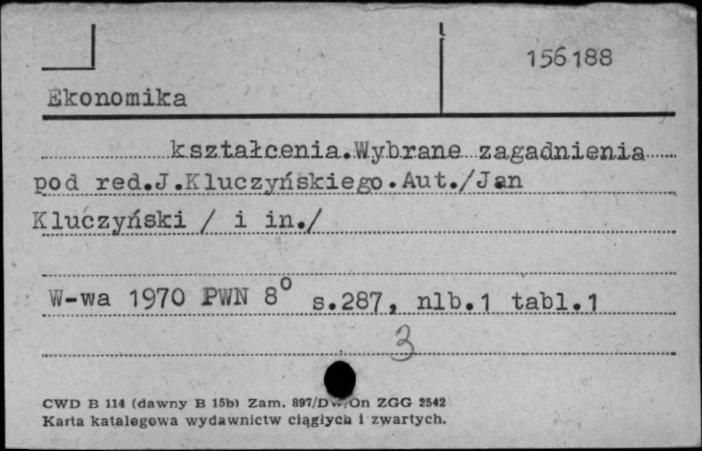 156188
Ekonomika
kształcenia.Wybrane zagadnienia
pod red.J.Kluczyńskiego.Aut./Jan
Kluczyński / i in./
W-wa 1970 PWN 8° s.287, nlb.1 tabl.1
3
CWD B 114 (dawny B 15b) Zam. 897/D On ZGG 2542
Karta katalogowa wydawnictw ciągłych i zwartych.